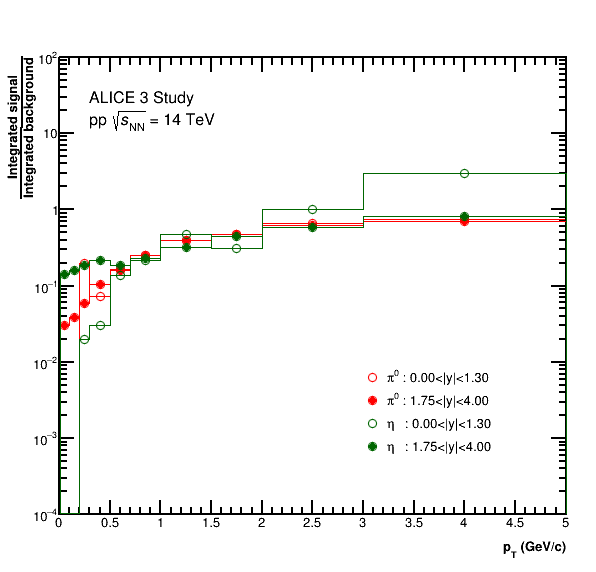 Integrated signal
Integrated background
10²
10
1
10⁻¹
10⁻²
10⁻³
10⁻⁴
ALICE 3 Study
pp √s_NN = 14 TeV
π⁰ : 0.00<|y|<1.30
π⁰ : 1.75<|y|<4.00
η : 0.00<|y|<1.30
η : 1.75<|y|<4.00
0 0.5 1 1.5 2 2.5 3 3.5 4 4.5 5
p_T (GeV/c)